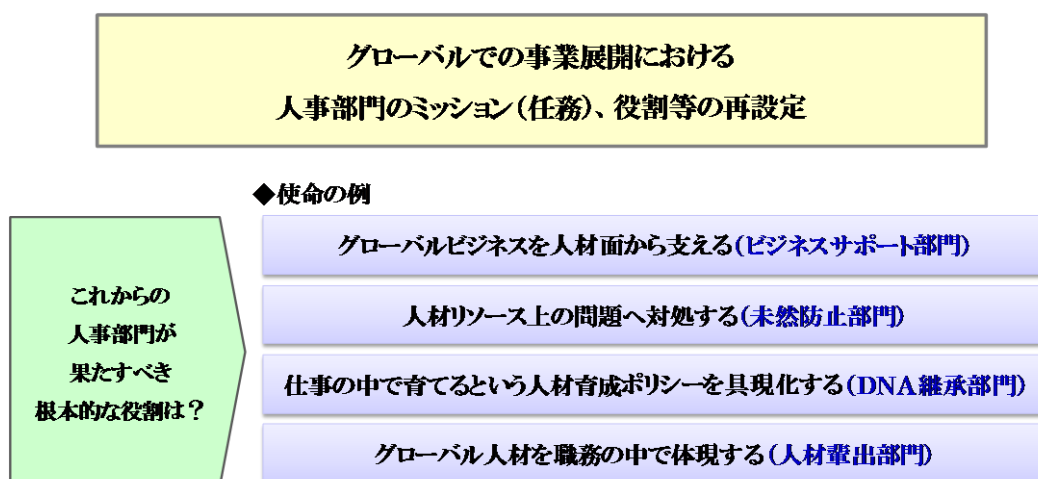 グローバルでの事業展開における
人事部門のミッション(任務)、役割等の再設定
◆使命の例
グローバルビジネスを人材面から支える(ビジネスサポート部門)
これからの
人事部門が
果たすべき
根本的な役割は？
人材リソース上の問題へ対処する(未然防止部門)
仕事の中で育てるという人材育成ポリシーを具現化する(DNA継承部門)
グローバル人材を職務の中で体現する(人材輩出部門)